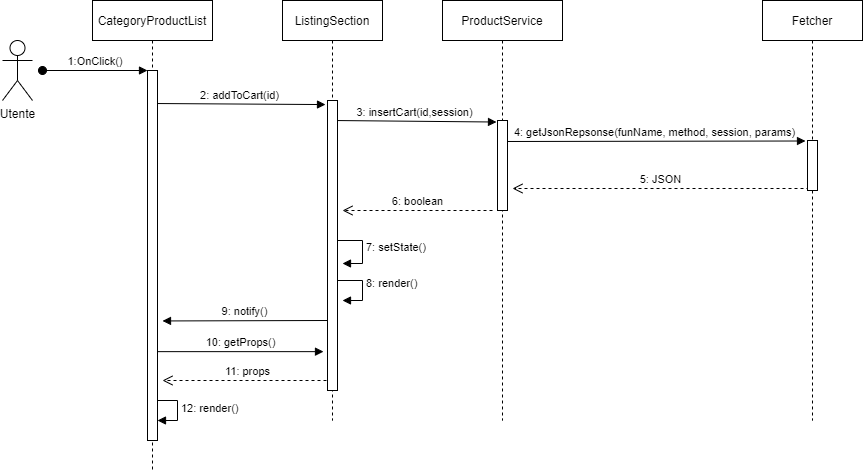 CategoryProductList
ListingSection
ProductService
Fetcher
Utente
1:OnClick()
2: addToCart(id)
3: insertCart(id,session)
4: getJsonRepsonse(funName, method, session, params)
5: JSON
6: boolean
7: setState()
8: render()
9: notify()
10: getProps()
11: props
12: render()